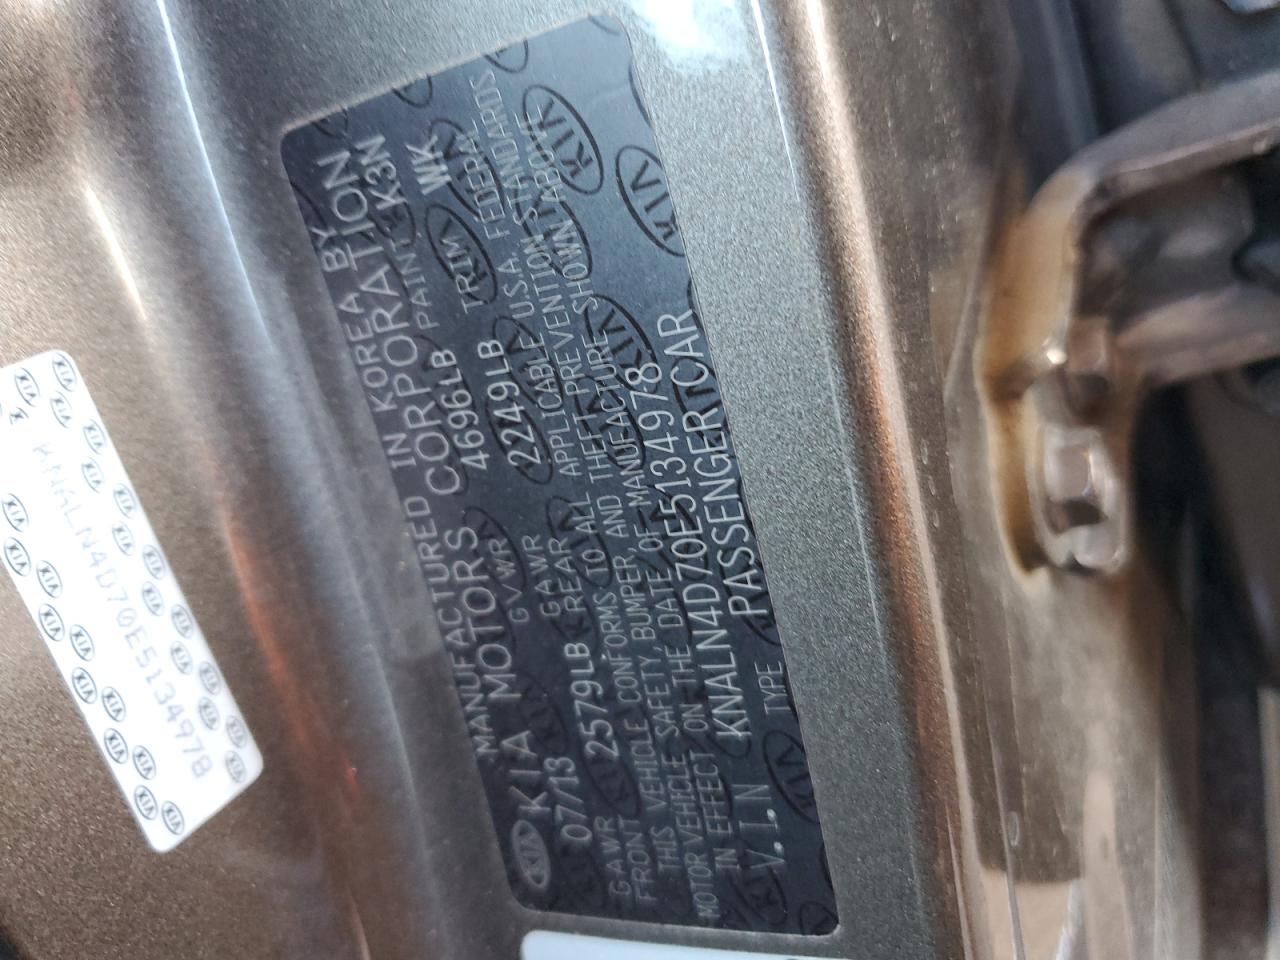 MANUFACTURED IN KOREA BY
KIA KIA MOTORS CORPORATION
07/13 GVWR 4696LB PAINT K3N
GAWR FRONT 2579LB GAWR REAR 2249LB TRIM WK
THIS VEHICLE CONFORMS TO ALL APPLICABLE U.S.A. FEDERAL
MOTOR VEHICLE SAFETY, BUMPER, AND THEFT PREVENTION STANDARDS
IN EFFECT ON THE DATE OF MANUFACTURE SHOWN ABOVE.
V.I.N KNALN4D70E5134978
TYPE PASSENGER CAR
KNALN4D70E5134978